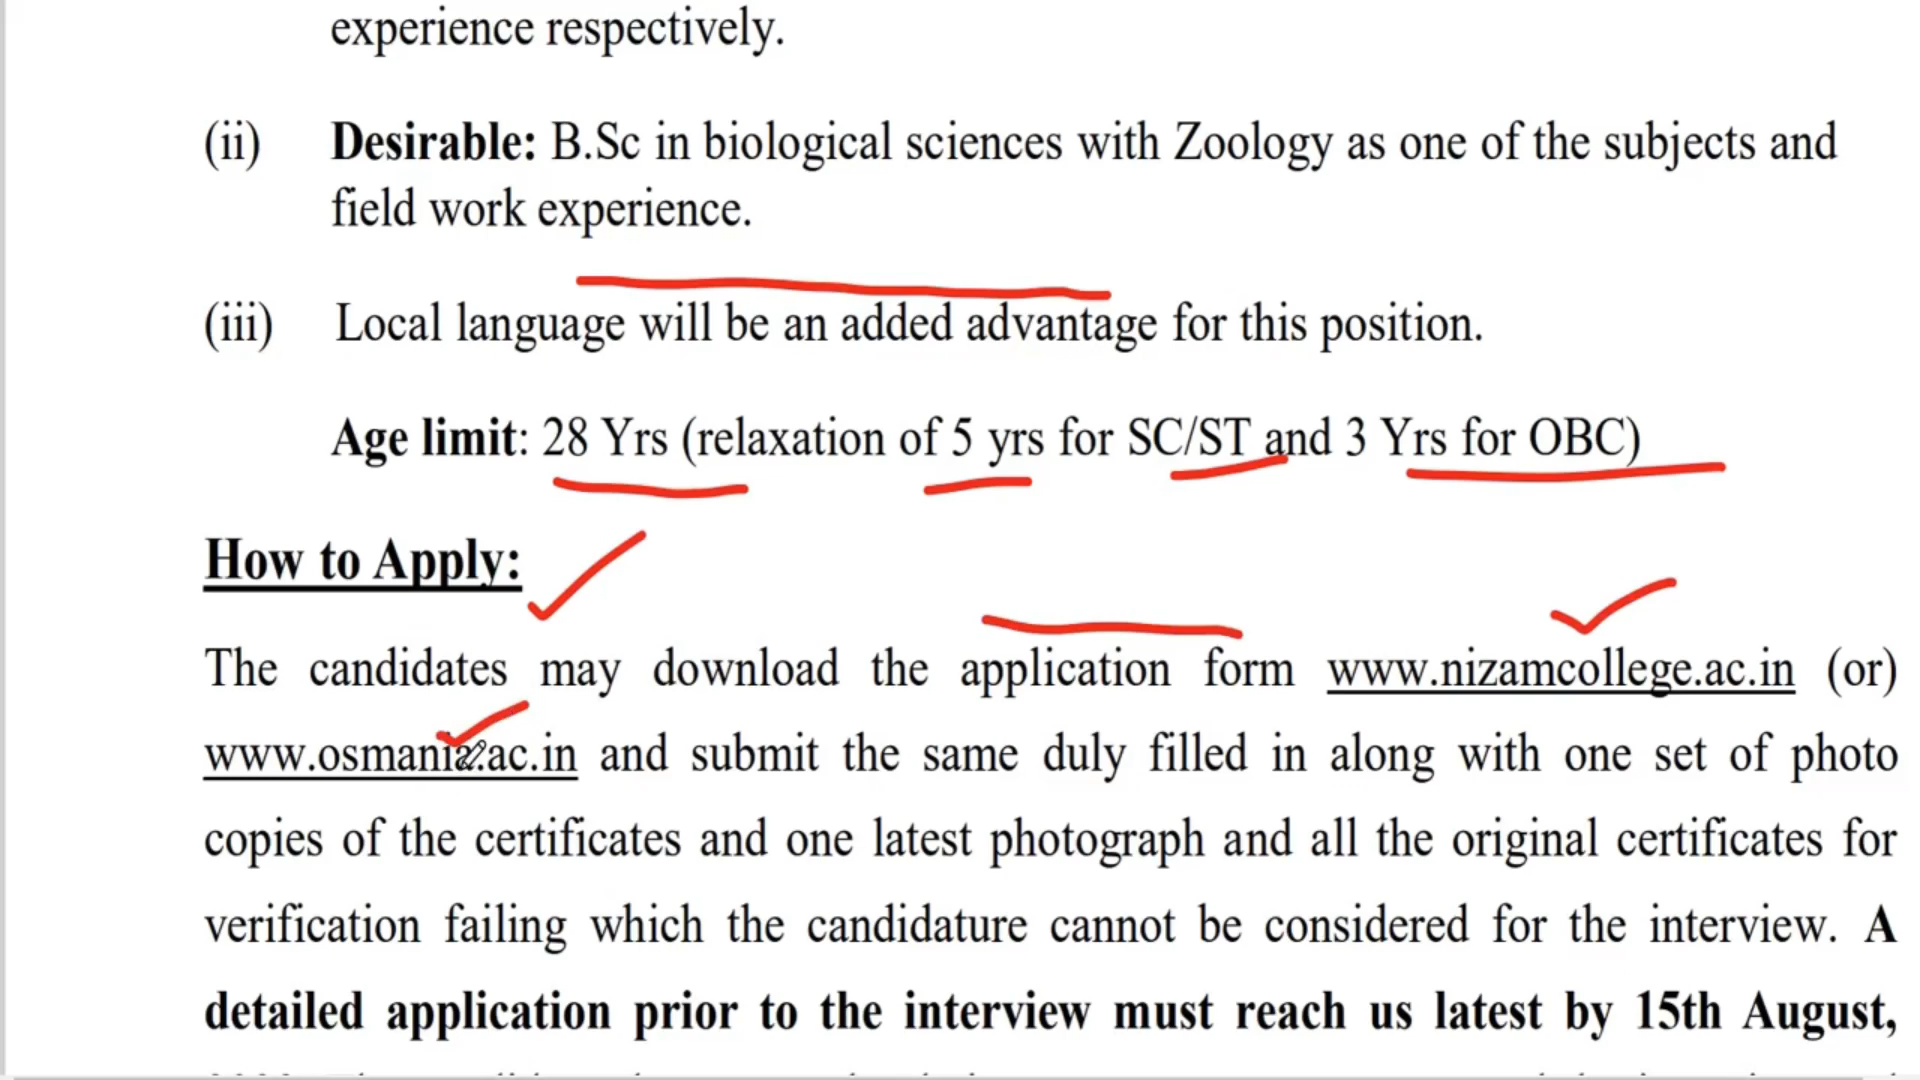 experience respectively.
(ii) Desirable: B.Sc in biological sciences with Zoology as one of the subjects and
field work experience.
(iii) Local language will be an added advantage for this position.
Age limit: 28 Yrs (relaxation of 5 yrs for SC/ST and 3 Yrs for OBC)
How to Apply:
The candidates may download the application form www.nizamcollege.ac.in (or)
www.osmania.ac.in and submit the same duly filled in along with one set of photo
copies of the certificates and one latest photograph and all the original certificates for
verification failing which the candidature cannot be considered for the interview. A
detailed application prior to the interview must reach us latest by 15th August,